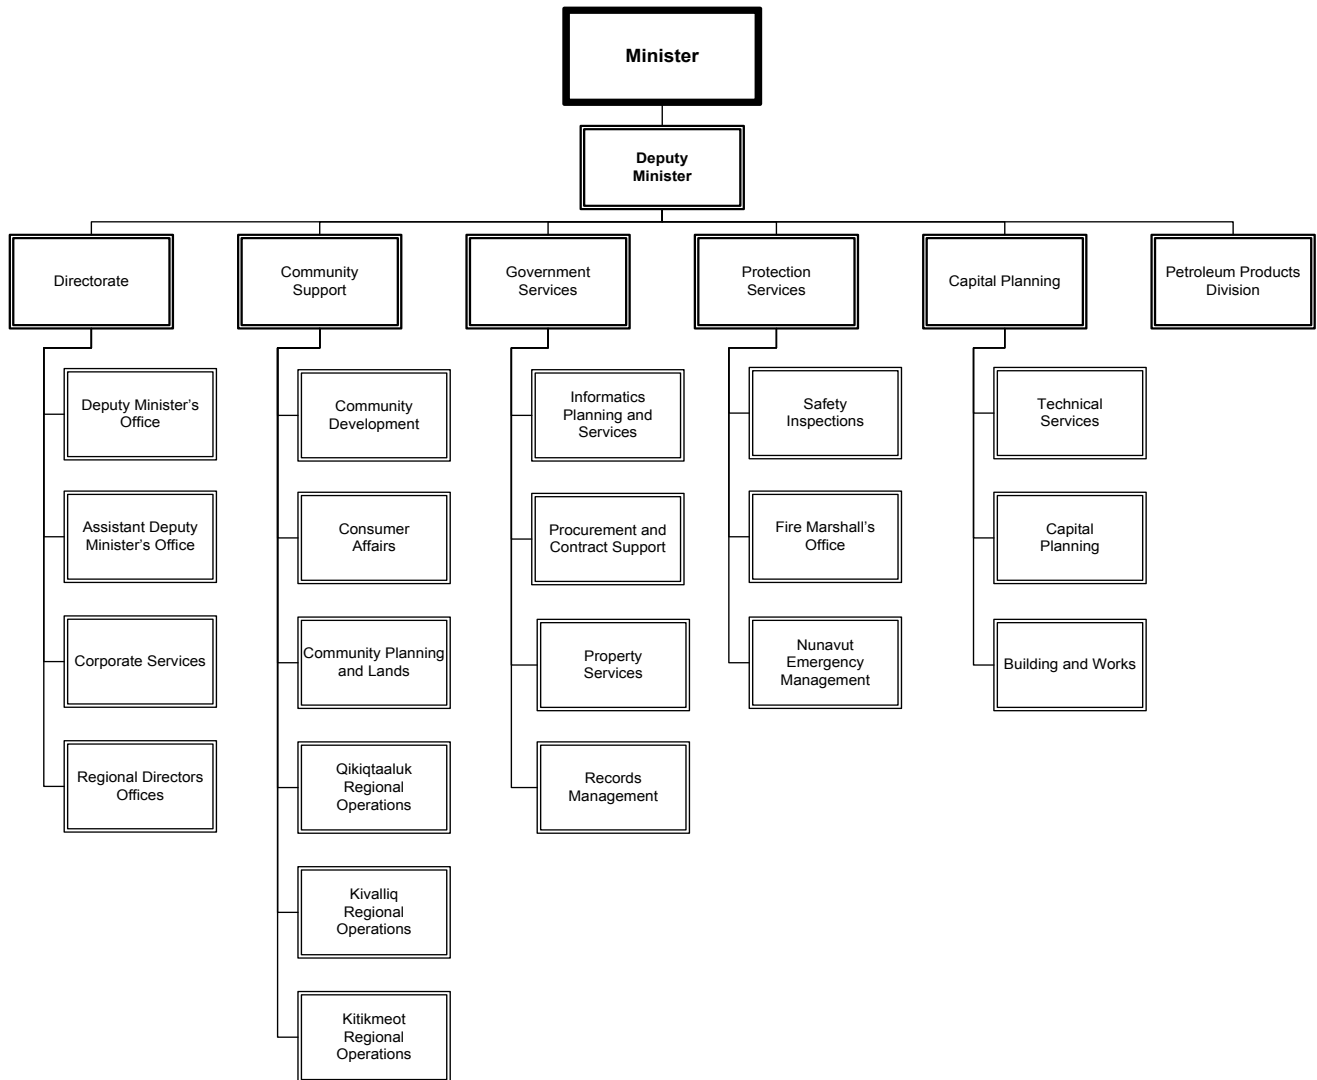 Minister
Deputy
Minister
Directorate
Community
Support
Government
Services
Protection
Services
Capital Planning
Petroleum Products
Division
Deputy Minister's
Office
Assistant Deputy
Minister's Office
Corporate Services
Regional Directors
Offices
Community
Development
Consumer
Affairs
Community Planning
and Lands
Qikiqtaaluk
Regional
Operations
Kivalliq
Regional
Operations
Kitikmeot
Regional
Operations
Informatics
Planning and
Services
Procurement and
Contract Support
Property
Services
Records
Management
Safety
Inspections
Fire Marshall's
Office
Nunavut
Emergency
Management
Technical
Services
Capital
Planning
Building and Works